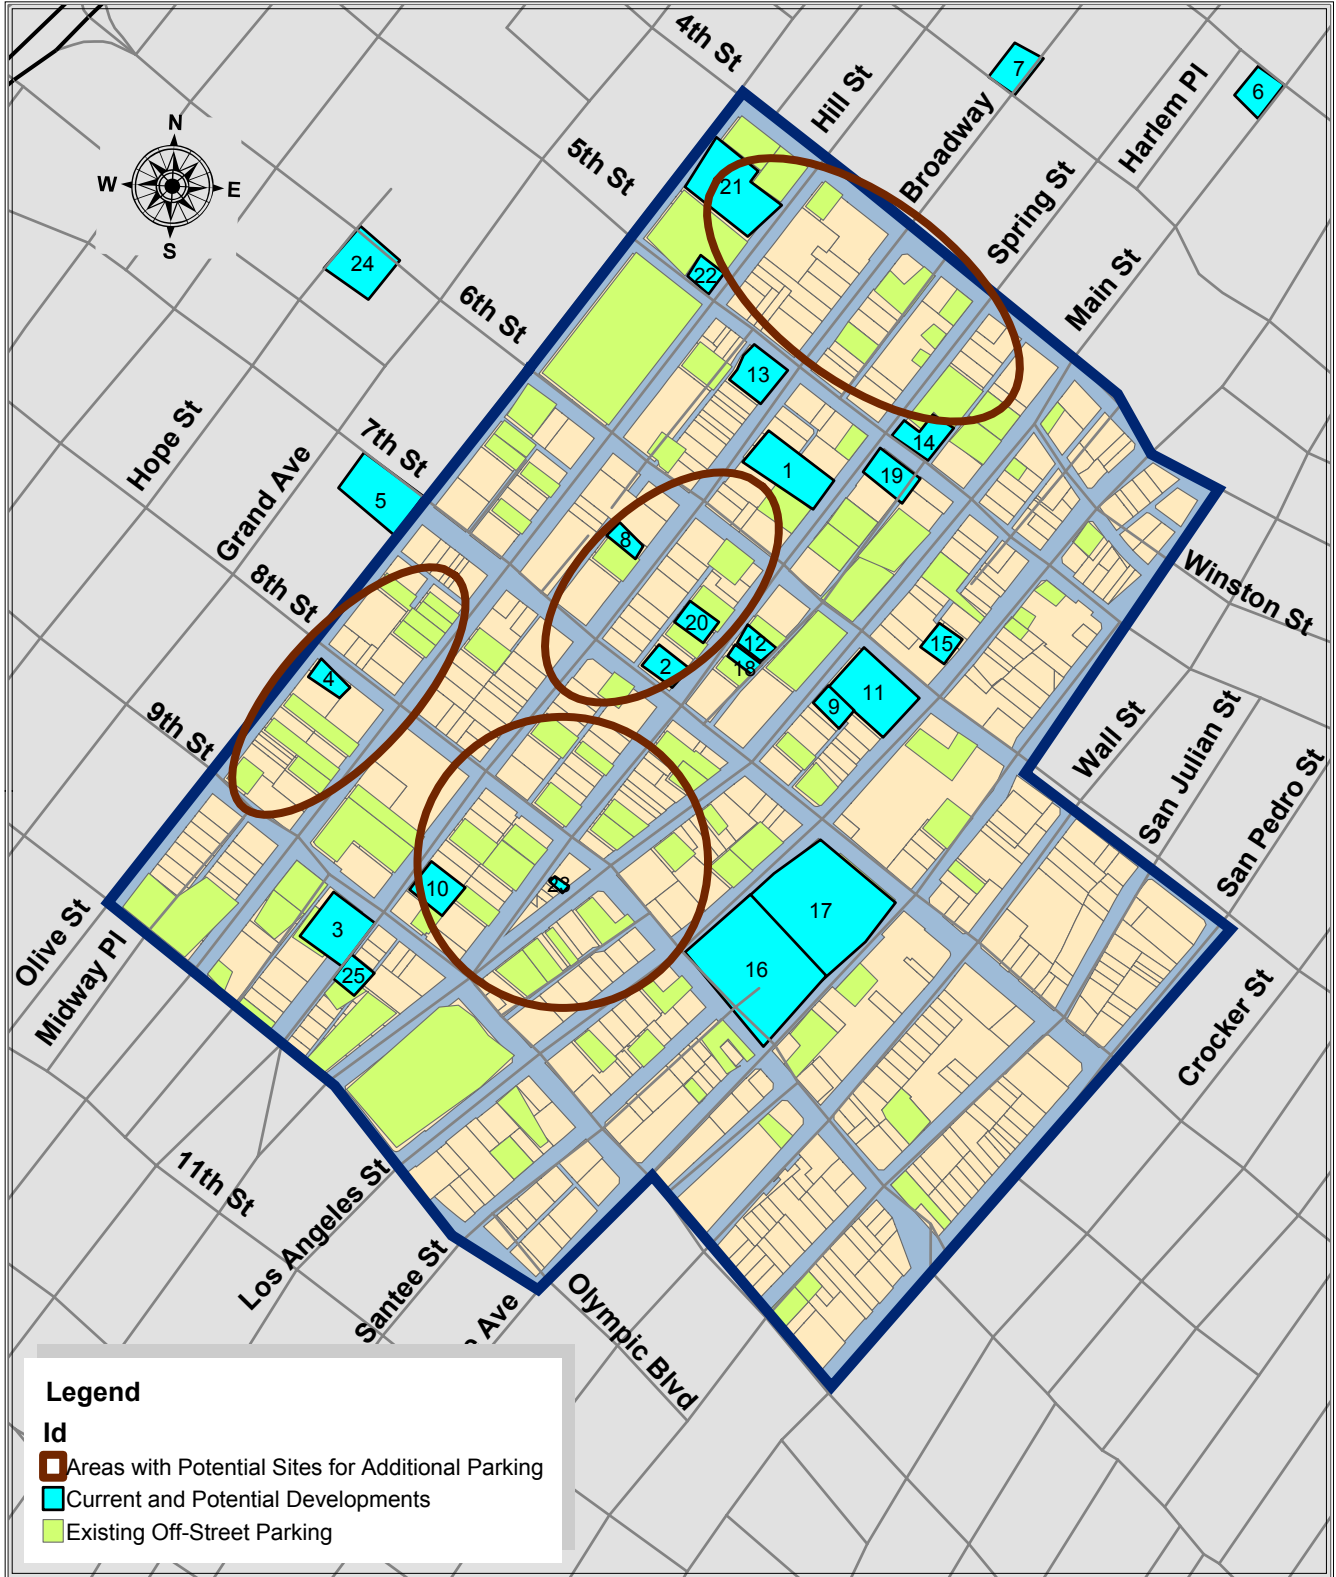 4th St
Hill St
7
Harlem Pl
6
Broadway
N
W
E
S
5th St
21
Spring St
Main St
24
22
6th St
13
Hope St
7th St
14
1
19
Grand Ave
5
8
Winston St
8th St
20
12
15
18
2
4
11
9
9th St
Wall St
San Julian St
San Pedro St
10
23
17
3
16
25
Olive St
Midway Pl
Crocker St
11th St
Los Angeles St
Santee St
Ave
Olympic Blvd
Legend
Id
Areas with Potential Sites for Additional Parking
Current and Potential Developments
Existing Off-Street Parking